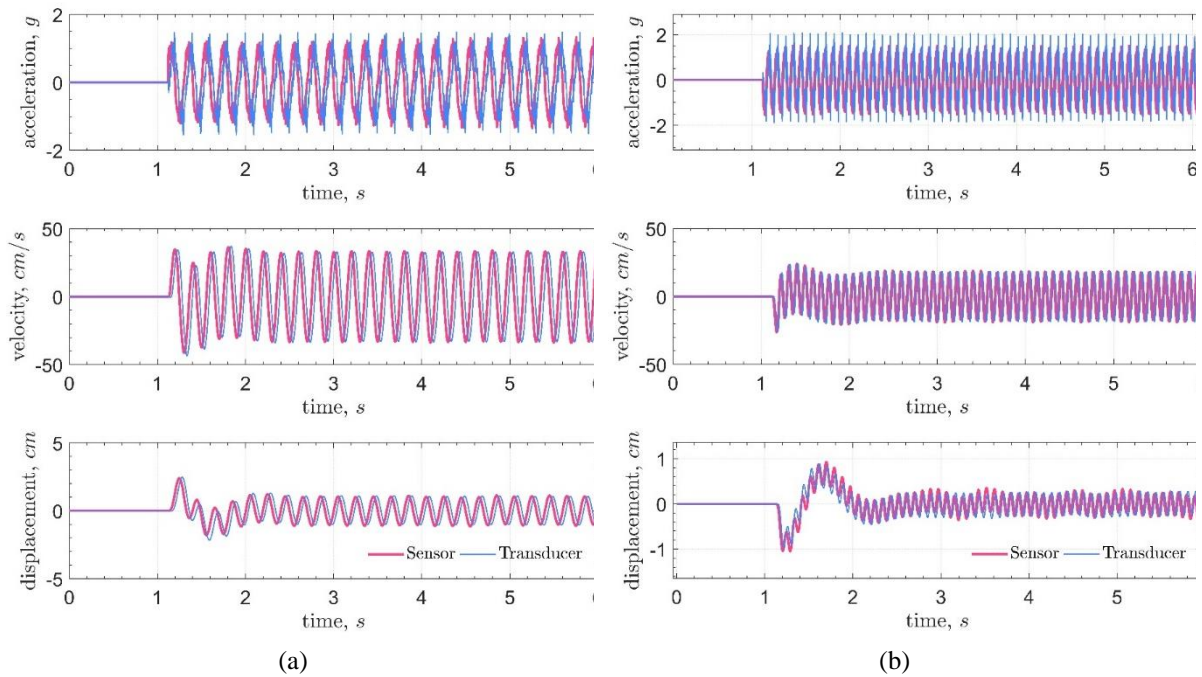 2
0
-2
acceleration, g
0 1 2 3 4 5
time, s
50
0
-50
velocity, cm/s
0 1 2 3 4 5
time, s
5
0
-5
displacement, cm
Sensor Transducer
0 1 2 3 4 5
time, s
(a)
2
0
-2
acceleration, g
1 2 3 4 5 6
time, s
50
0
-50
velocity, cm/s
0 1 2 3 4 5
time, s
1
0
-1
displacement, cm
Sensor Transducer
0 1 2 3 4 5
time, s
(b)